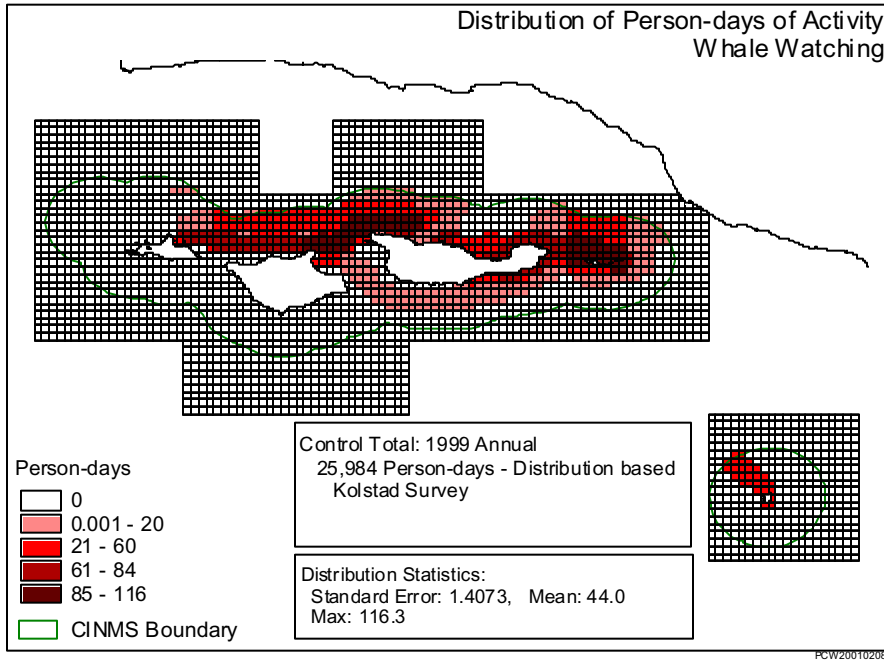 Distribution of Person-days of Activity
Whale Watching
Control Total: 1999 Annual
25,984 Person-days - Distribution based
Kolstad Survey
Person-days
0
0.001 - 20
21 - 60
61 - 84
85 - 116
CINMS Boundary
Distribution Statistics:
Standard Error: 1.4073, Mean: 44.0
Max: 116.3
PCW20010208